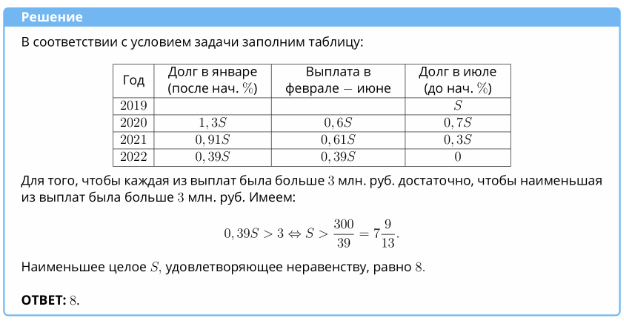 Решение
В соответствии с условием задачи заполним таблицу:
Год | Долг в январе (после нач. %) | Выплата в феврале − июне | Долг в июле (до нач. %)
2019 | | | S
2020 | 1,3S | 0,6S | 0,7S
2021 | 0,91S | 0,61S | 0,3S
2022 | 0,39S | 0,39S | 0
Для того, чтобы каждая из выплат была больше 3 млн. руб. достаточно, чтобы наименьшая
из выплат была больше 3 млн. руб. Имеем:
0,39S > 3 ⇔ S > 300/39 = 7 9/13.
Наименьшее целое S, удовлетворяющее неравенству, равно 8.
ОТВЕТ: 8.